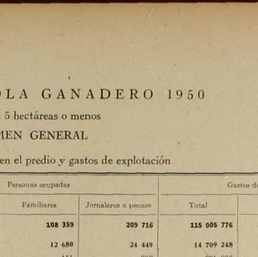 OLA GANADERO 1950
5 hectáreas o menos
MEN GENERAL
en el predio y gastos de explotación
Personas ocupadas Gastos d
Familiares Jornaleros o peones Total
108 359 209 716 115 005 776
12 680 24 449 14 709 248